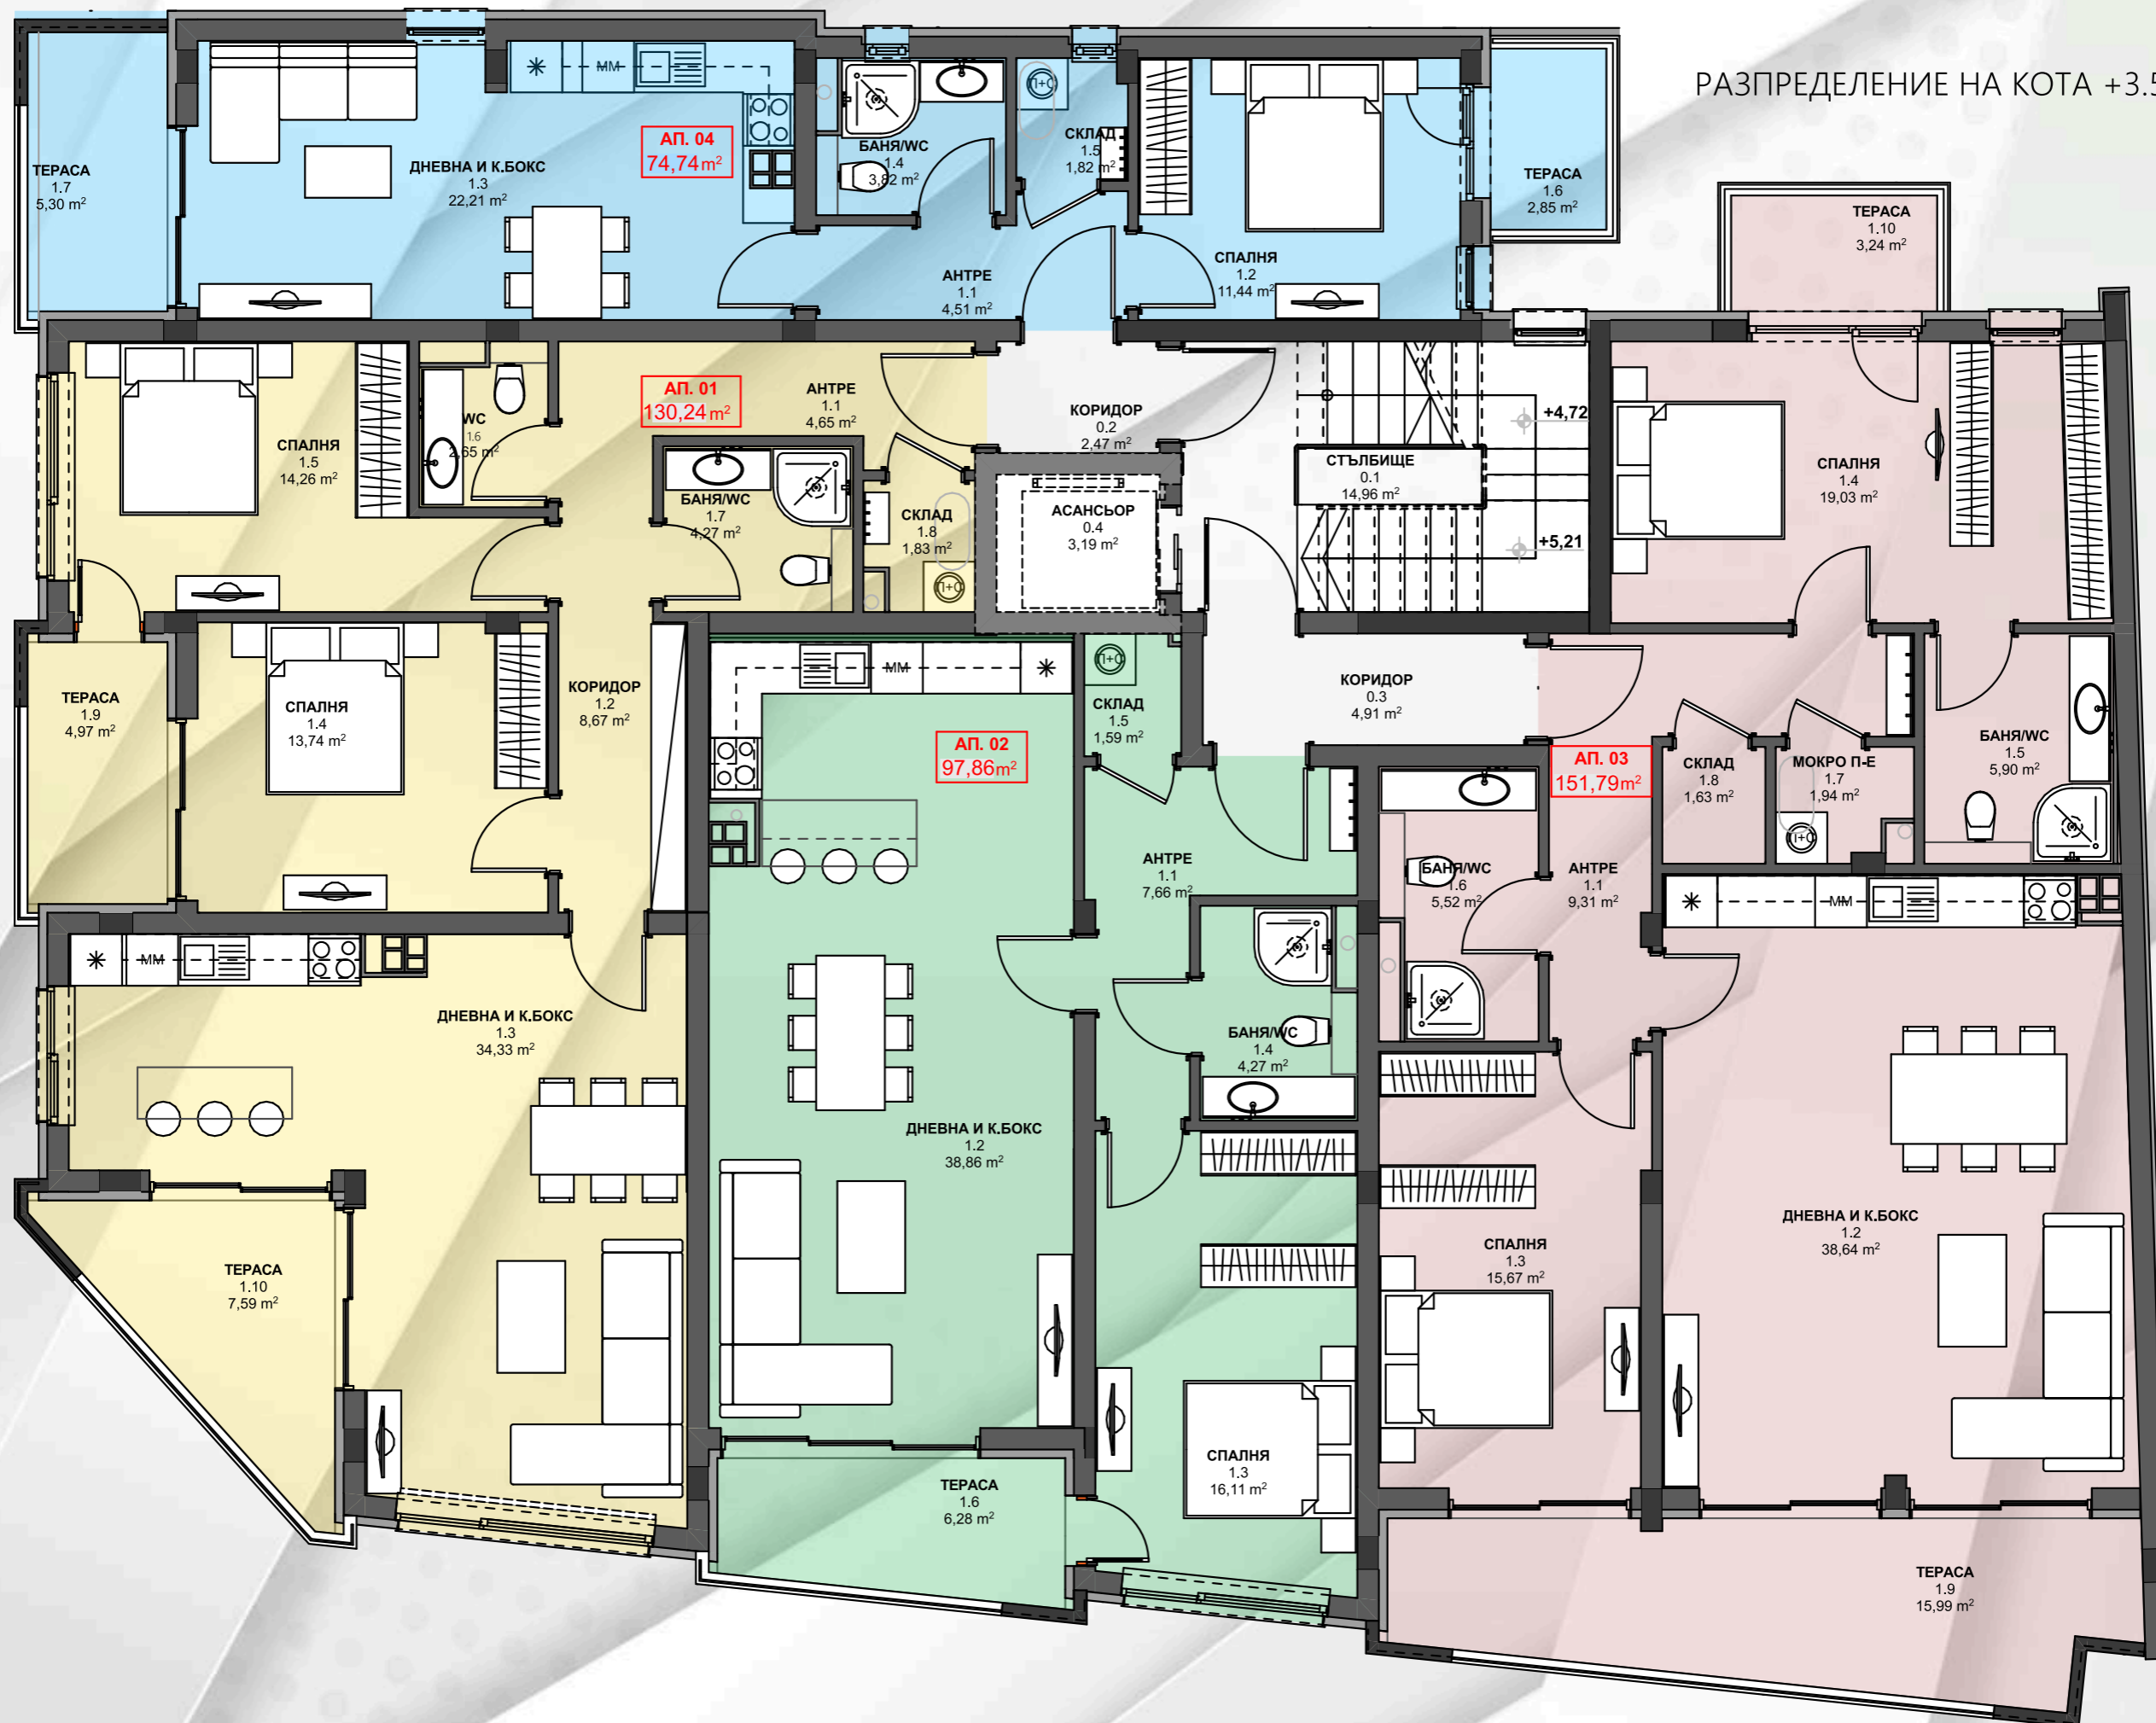 РАЗПРЕДЕЛЕНИЕ НА КОТА +3.5
АП. 04
74,74 m²
ТЕРАСА
1.7
5,30 m²
ДНЕВНА И К.БОКС
1.3
22,21 m²
ММ
БАНЯ/WC
1.4
3,82 m²
П+С
СКЛАД
1.5
1,82 m²
АНТРЕ
1.1
4,51 m²
СПАЛНЯ
1.2
11,44 m²
ТЕРАСА
1.6
2,85 m²
ТЕРАСА
1.10
3,24 m²
АП. 01
130,24 m²
СПАЛНЯ
1.5
14,26 m²
WC
1.6
2,65 m²
АНТРЕ
1.1
4,65 m²
БАНЯ/WC
1.7
4,27 m²
СКЛАД
1.8
1,83 m²
П+С
КОРИДОР
0.2
2,47 m²
АСАНСЬОР
0.4
3,19 m²
СТЪЛБИЩЕ
0.1
14,96 m²
+4,72
+5,21
СПАЛНЯ
1.4
19,03 m²
ТЕРАСА
1.9
4,97 m²
СПАЛНЯ
1.4
13,74 m²
КОРИДОР
1.2
8,67 m²
ММ
П+С
СКЛАД
1.5
1,59 m²
АП. 02
97,86 m²
КОРИДОР
0.3
4,91 m²
АП. 03
151,79 m²
СКЛАД
1.8
1,63 m²
МОКРО П-Е
1.7
1,94 m²
П+С
БАНЯ/WC
1.5
5,90 m²
АНТРЕ
1.1
7,66 m²
БАНЯ/WC
1.6
5,52 m²
АНТРЕ
1.1
9,31 m²
ММ
ММ
ДНЕВНА И К.БОКС
1.3
34,33 m²
БАНЯ/WC
1.4
4,27 m²
ДНЕВНА И К.БОКС
1.2
38,86 m²
СПАЛНЯ
1.3
15,67 m²
ДНЕВНА И К.БОКС
1.2
38,64 m²
ТЕРАСА
1.10
7,59 m²
СПАЛНЯ
1.3
16,11 m²
ТЕРАСА
1.6
6,28 m²
ТЕРАСА
1.9
15,99 m²